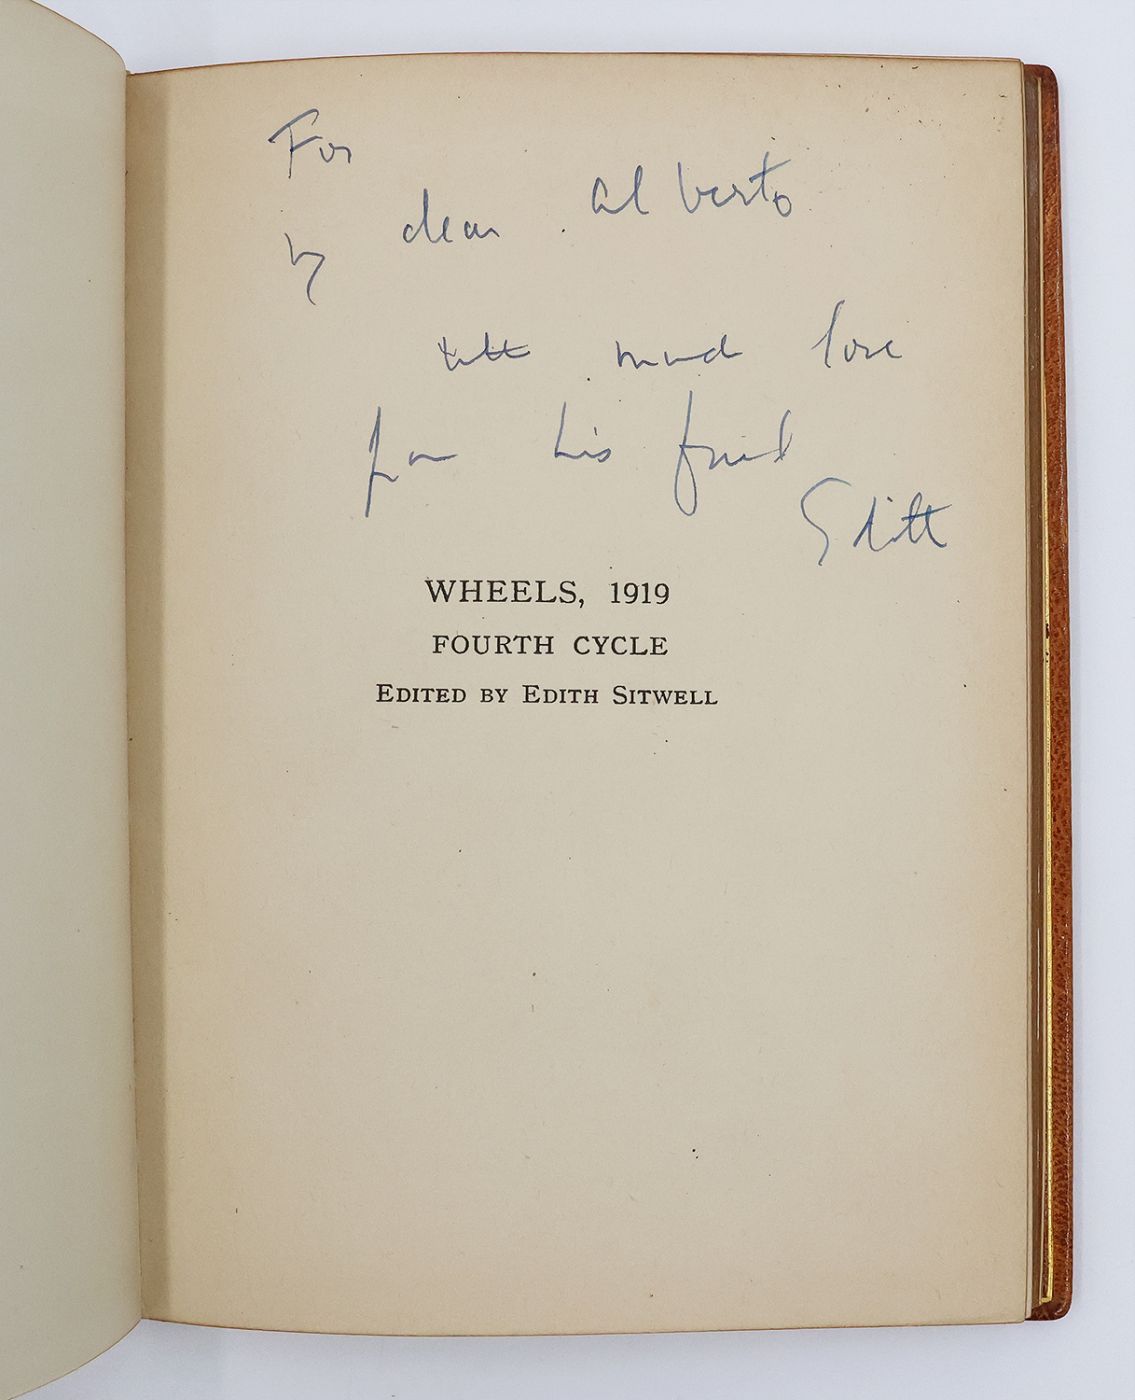 For
my dear Alberto
with much love
from his friend
Edith
WHEELS, 1919
FOURTH CYCLE
EDITED BY EDITH SITWELL